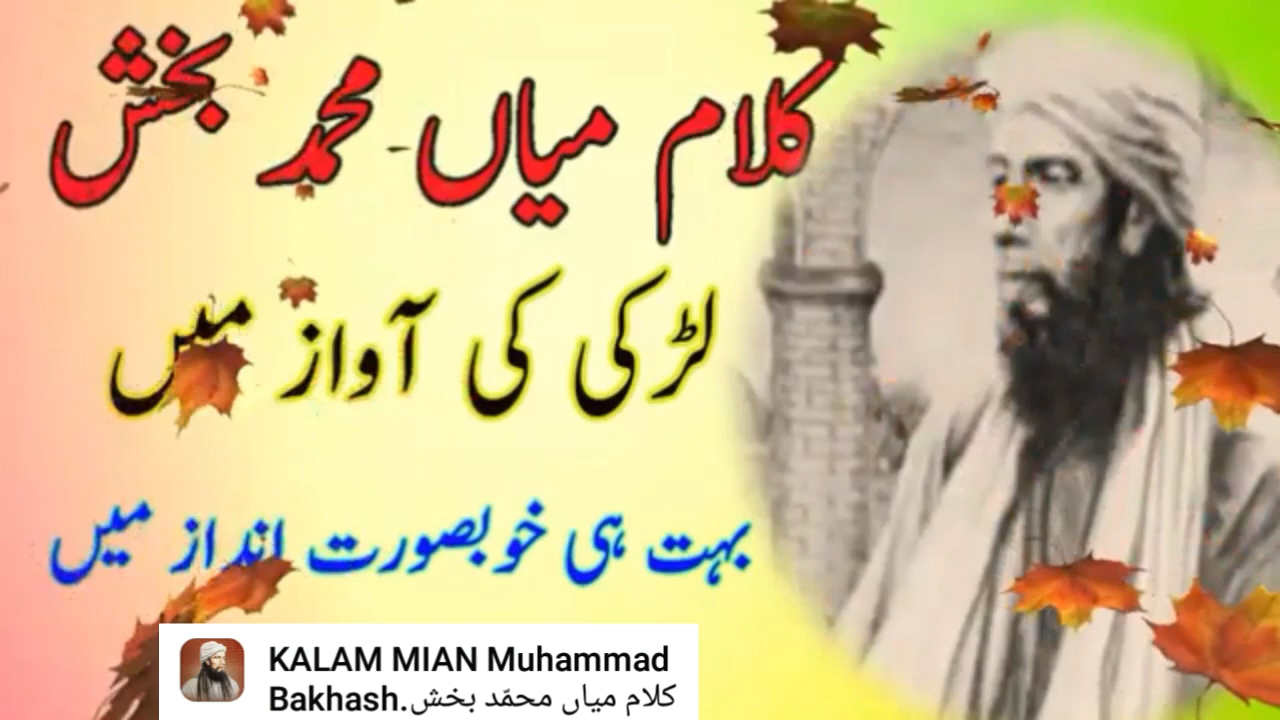 کلام میاں محمد بخش
لڑکی کی آواز میں
بہت ہی خوبصورت انداز میں
KALAM MIAN Muhammad
Bakhash.کلام میاں محمّد بخش